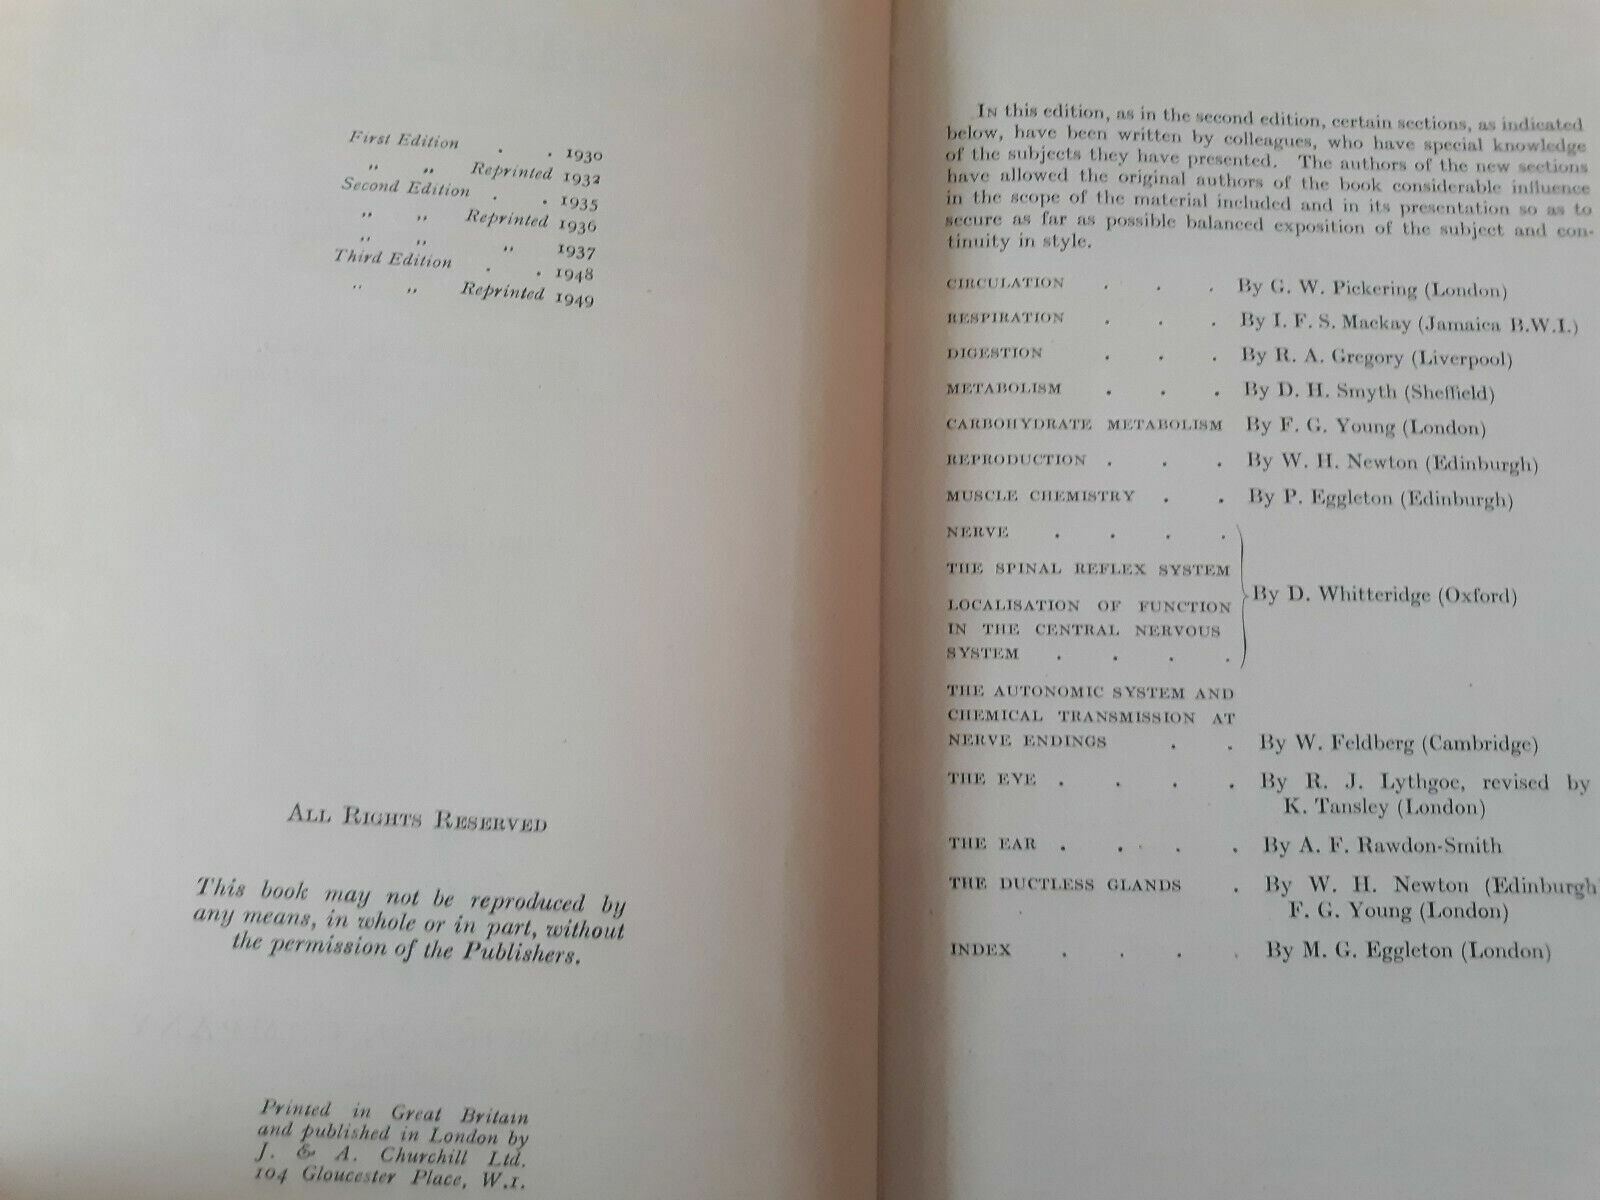 First Edition . . 1930
„ „ Reprinted 1932
Second Edition . . 1935
„ „ Reprinted 1936
„ „ „ 1937
Third Edition . . 1948
„ „ Reprinted 1949
ALL RIGHTS RESERVED
This book may not be reproduced by
any means, in whole or in part, without
the permission of the Publishers.
Printed in Great Britain
and published in London by
J. & A. Churchill Ltd.
104 Gloucester Place, W.1.
IN this edition, as in the second edition, certain sections, as indicated
below, have been written by colleagues, who have special knowledge
of the subjects they have presented. The authors of the new sections
have allowed the original authors of the book considerable influence
in the scope of the material included and in its presentation so as to
secure as far as possible balanced exposition of the subject and con-
tinuity in style.
CIRCULATION . . . By G. W. Pickering (London)
RESPIRATION . . . By I. F. S. Mackay (Jamaica B.W.I.)
DIGESTION . . . By R. A. Gregory (Liverpool)
METABOLISM . . . By D. H. Smyth (Sheffield)
CARBOHYDRATE METABOLISM By F. G. Young (London)
REPRODUCTION . . . By W. H. Newton (Edinburgh)
MUSCLE CHEMISTRY . . By P. Eggleton (Edinburgh)
NERVE . . . .
THE SPINAL REFLEX SYSTEM
By D. Whitteridge (Oxford)
LOCALISATION OF FUNCTION
IN THE CENTRAL NERVOUS
SYSTEM . . . .
THE AUTONOMIC SYSTEM AND
CHEMICAL TRANSMISSION AT
NERVE ENDINGS . . By W. Feldberg (Cambridge)
THE EYE . . . . By R. J. Lythgoe, revised by
K. Tansley (London)
THE EAR . . . . By A. F. Rawdon-Smith
THE DUCTLESS GLANDS . By W. H. Newton (Edinburgh)
F. G. Young (London)
INDEX . . . . By M. G. Eggleton (London)